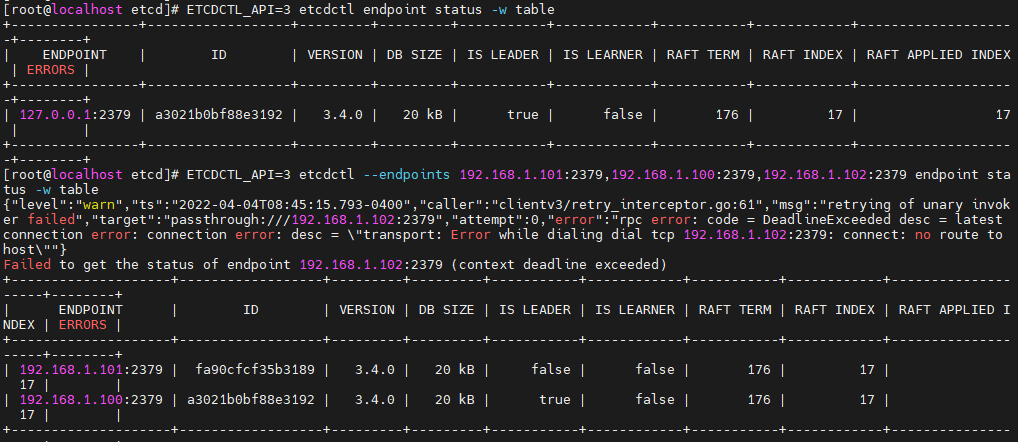 [root@localhost etcd]# ETCDCTL_API=3 etcdctl endpoint status -w table
+----------------+------------------+---------+---------+-----------+------------+-----------+------------+-------------------
-+--------+
|    ENDPOINT    |        ID        | VERSION | DB SIZE | IS LEADER | IS LEARNER | RAFT TERM | RAFT INDEX | RAFT APPLIED INDEX
 | ERRORS |
+----------------+------------------+---------+---------+-----------+------------+-----------+------------+-------------------
-+--------+
| 127.0.0.1:2379 | a3021b0bf88e3192 |   3.4.0 |   20 kB |      true |      false |       176 |         17 |                 17
 |        |
+----------------+------------------+---------+---------+-----------+------------+-----------+------------+-------------------
-+--------+
[root@localhost etcd]# ETCDCTL_API=3 etcdctl --endpoints 192.168.1.101:2379,192.168.1.100:2379,192.168.1.102:2379 endpoint sta
tus -w table
{"level":"warn","ts":"2022-04-04T08:45:15.793-0400","caller":"clientv3/retry_interceptor.go:61","msg":"retrying of unary invok
er failed","target":"passthrough:///192.168.1.102:2379","attempt":0,"error":"rpc error: code = DeadlineExceeded desc = latest
connection error: connection error: desc = \"transport: Error while dialing dial tcp 192.168.1.102:2379: connect: no route to
host\""}
Failed to get the status of endpoint 192.168.1.102:2379 (context deadline exceeded)
+--------------------+------------------+---------+---------+-----------+------------+-----------+------------+---------------
-----+--------+
|      ENDPOINT      |        ID        | VERSION | DB SIZE | IS LEADER | IS LEARNER | RAFT TERM | RAFT INDEX | RAFT APPLIED I
NDEX | ERRORS |
+--------------------+------------------+---------+---------+-----------+------------+-----------+------------+---------------
-----+--------+
| 192.168.1.101:2379 |  fa90cfcf35b3189 |   3.4.0 |   20 kB |     false |      false |       176 |         17 |
  17 |        |
| 192.168.1.100:2379 | a3021b0bf88e3192 |   3.4.0 |   20 kB |      true |      false |       176 |         17 |
  17 |        |
+--------------------+------------------+---------+---------+-----------+------------+-----------+------------+---------------